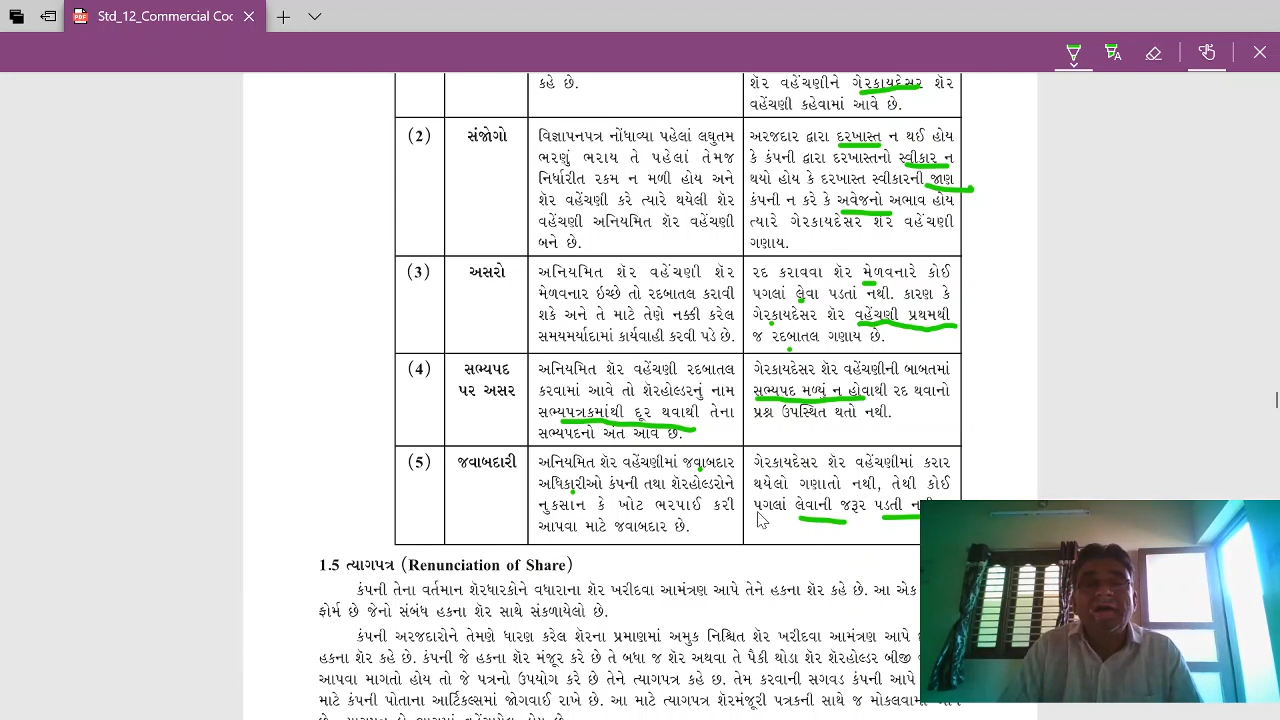 Std_12_Commercial Coc
કહે છે.
શૅર વહેંચણીને ગેરકાયદેસર શૅર
વહેંચણી કહેવામાં આવે છે.
(2) સંજોગો
વિજ્ઞાપનપત્ર નોંધાવ્યા પહેલાં લઘુતમ
ભરણું ભરાય તે પહેલાં તેમજ
નિર્ધારીત રકમ ન મળી હોય અને
શૅર વહેંચણી કરે ત્યારે થયેલી શૅર
વહેંચણી અનિયમિત શૅર વહેંચણી
બને છે.
અરજદાર દ્વારા દરખાસ્ત ન થઈ હોય
કે કંપની દ્વારા દરખાસ્તનો સ્વીકાર ન
થયો હોય કે દરખાસ્ત સ્વીકારની જાણ
કંપની ન કરે કે અવેજનો અભાવ હોય
ત્યારે ગેરકાયદેસર શૅર વહેંચણી
ગણાય.
(3) અસરો
અનિયમિત શૅર વહેંચણી શૅર
મેળવનાર ઈચ્છે તો રદબાતલ કરાવી
શકે અને તે માટે તેણે નક્કી કરેલ
સમયમર્યાદામાં કાર્યવાહી કરવી પડે છે.
રદ કરાવવા શૅર મેળવનારે કોઈ
પગલાં લેવા પડતાં નથી. કારણ કે
ગેરકાયદેસર શૅર વહેંચણી પ્રથમથી
જ રદબાતલ ગણાય છે.
(4) સભ્યપદ
પર અસર
અનિયમિત શૅર વહેંચણી રદબાતલ
કરવામાં આવે તો શૅરહોલ્ડરનું નામ
સભ્યપત્રકમાંથી દૂર થવાથી તેના
સભ્યપદનો અંત આવે છે.
ગેરકાયદેસર શૅર વહેંચણીની બાબતમાં
સભ્યપદ મળ્યું ન હોવાથી રદ થવાનો
પ્રશ્ન ઉપસ્થિત થતો નથી.
(5) જવાબદારી
અનિયમિત શૅર વહેંચણીમાં જવાબદાર
અધિકારીઓ કંપની તથા શૅરહોલ્ડરોને
નુકસાન કે ખોટ ભરપાઈ કરી
આપવા માટે જવાબદાર છે.
ગેરકાયદેસર શૅર વહેંચણીમાં કરાર
થયેલો ગણાતો નથી, તેથી કોઈ
પગલાં લેવાની જરૂર પડતી
1.5 ત્યાગપત્ર (Renunciation of Share)
કંપની તેના વર્તમાન શૅરધારકોને વધારાના શૅર ખરીદવા આમંત્રણ આપે તેને હકના શૅર કહે છે. આ એક
ફોર્મ છે જેનો સંબંધ હકના શૅર સાથે સંકળાયેલો છે.
કંપની અરજદારોને તેમણે ધારણ કરેલ શૅરના પ્રમાણમાં અમુક નિશ્ચિત શૅર ખરીદવા આમંત્રણ આપે
હકના શૅર કહે છે. કંપની જે હકના શૅર મંજૂર કરે છે તે બધા જ શૅર અથવા તે પૈકી થોડા શૅર શૅરહોલ્ડર બીજી
આપવા માગતો હોય તો જે પત્રનો ઉપયોગ કરે છે તેને ત્યાગપત્ર કહે છે. તેમ કરવાની સગવડ કંપની આપે
માટે કંપની પોતાના આર્ટિકલ્સમાં જોગવાઈ રાખે છે. આ માટે ત્યાગપત્ર શૅરમંજૂરી પત્રકની સાથે જ મોકલવામાં